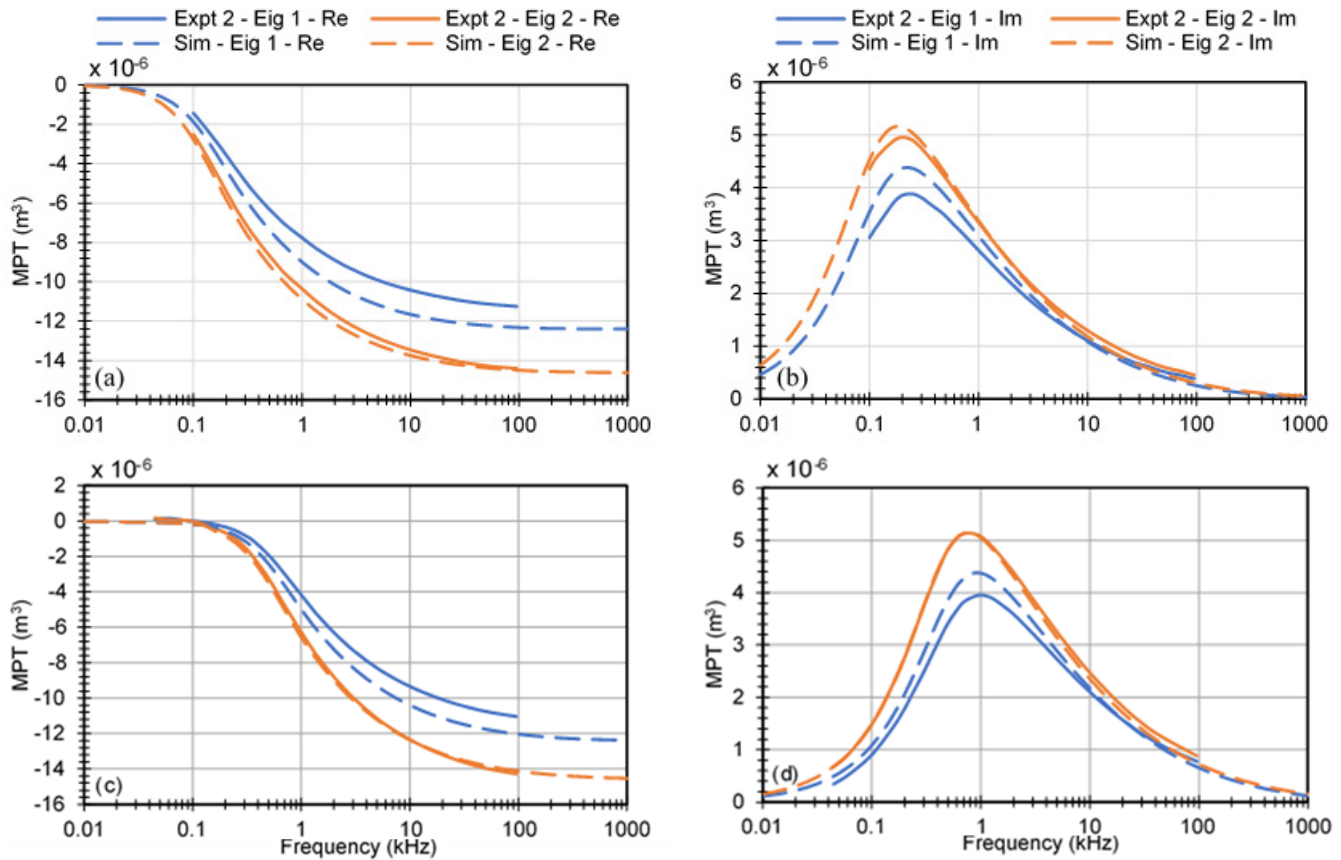 Expt 2 - Eig 1 - Re Expt 2 - Eig 2 - Re
Sim - Eig 1 - Re Sim - Eig 2 - Re
Expt 2 - Eig 1 - Im Expt 2 - Eig 2 - Im
Sim - Eig 1 - Im Sim - Eig 2 - Im
x 10-6
0
-2
-4
-6
-8
-10
-12
-14
-16
MPT (m3)
(a)
0.01 0.1 1 10 100 1000
x 10-6
6
5
4
3
2
1
0
MPT (m3)
(b)
0.01 0.1 1 10 100 1000
x 10-6
2
0
-2
-4
-6
-8
-10
-12
-14
-16
MPT (m3)
(c)
0.01 0.1 1 10 100 1000
Frequency (kHz)
x 10-6
6
5
4
3
2
1
0
MPT (m3)
(d)
0.01 0.1 1 10 100 1000
Frequency (kHz)